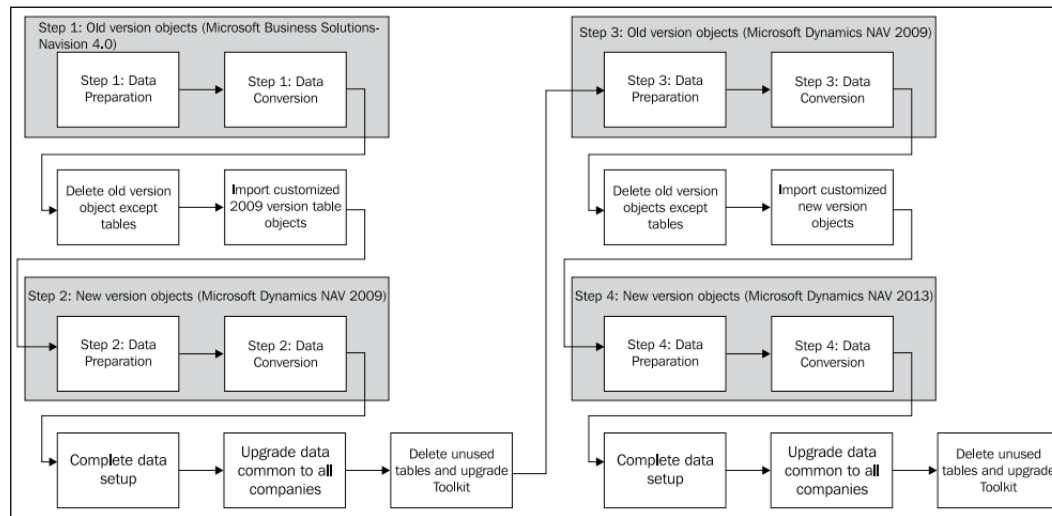 Step 1: Old version objects (Microsoft Business Solutions-
Navision 4.0)
Step 1: Data
Preparation
Step 1: Data
Conversion
Delete old version
object except
tables
Import customized
2009 version table
objects
Step 2: New version objects (Microsoft Dynamics NAV 2009)
Step 2: Data
Preparation
Step 2: Data
Conversion
Complete data
setup
Upgrade data
common to all
companies
Delete unused
tables and upgrade
Toolkit
Step 3: Old version objects (Microsoft Dynamics NAV 2009)
Step 3: Data
Preparation
Step 3: Data
Conversion
Delete old version
objects except
tables
Import customized
new version
objects
Step 4: New version objects (Microsoft Dynamics NAV 2013)
Step 4: Data
Preparation
Step 4: Data
Conversion
Complete data
setup
Upgrade data
common to all
companies
Delete unused
tables and upgrade
Toolkit